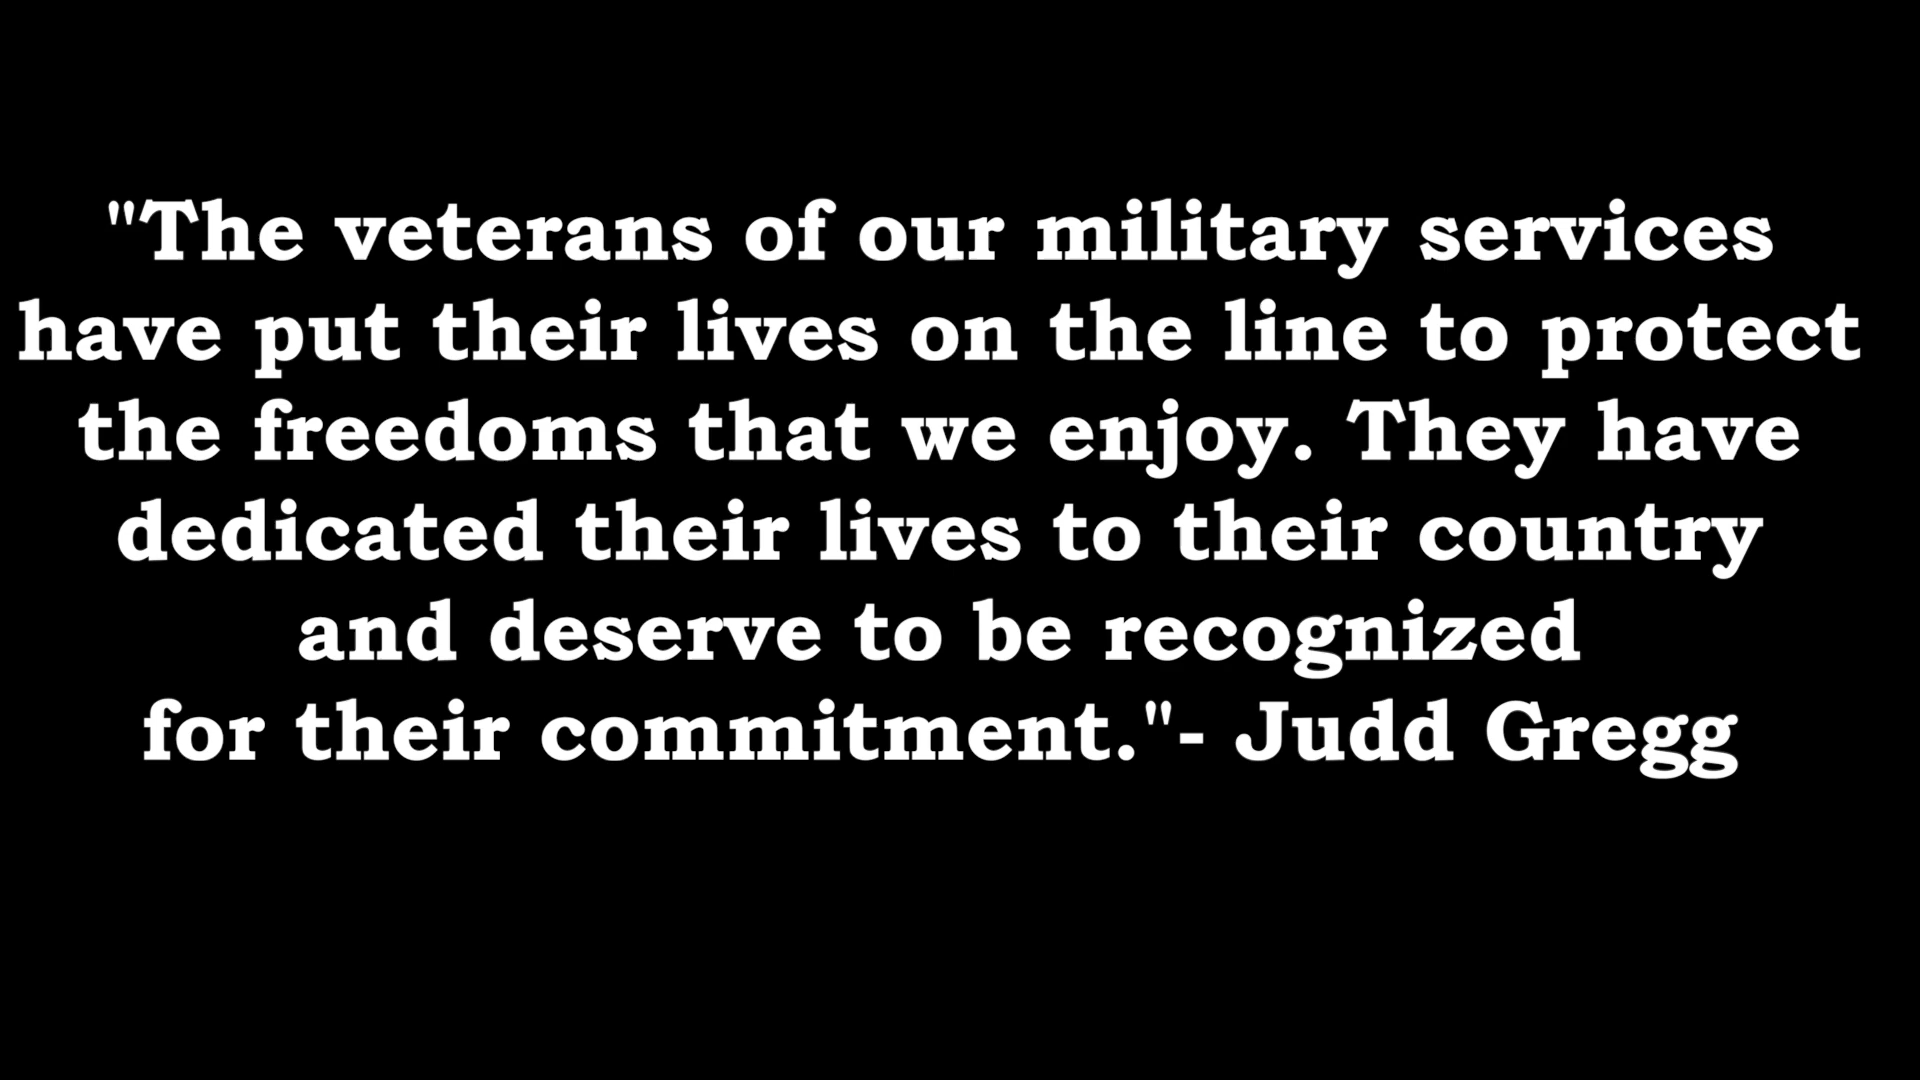 "The veterans of our military services
have put their lives on the line to protect
the freedoms that we enjoy. They have
dedicated their lives to their country
and deserve to be recognized
for their commitment."- Judd Gregg